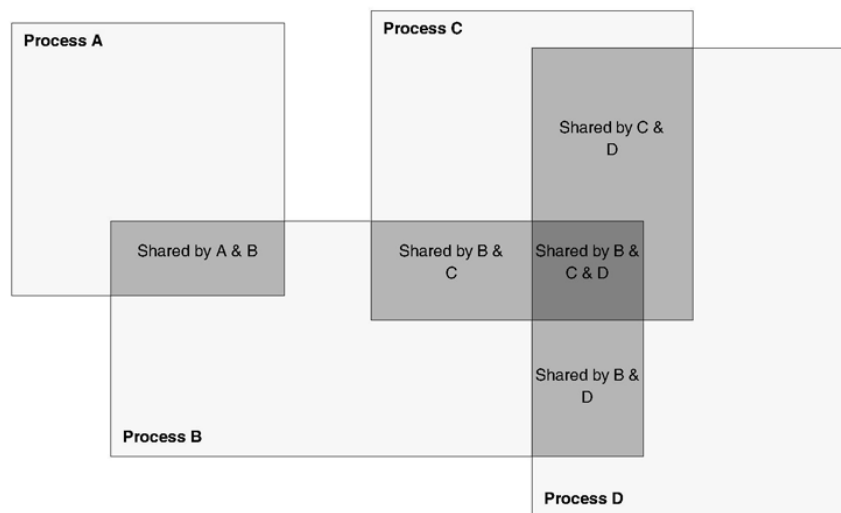 Process A
Process C
Shared by C &
D
Shared by A & B
Shared by B &
C
Shared by B &
C & D
Shared by B &
D
Process B
Process D